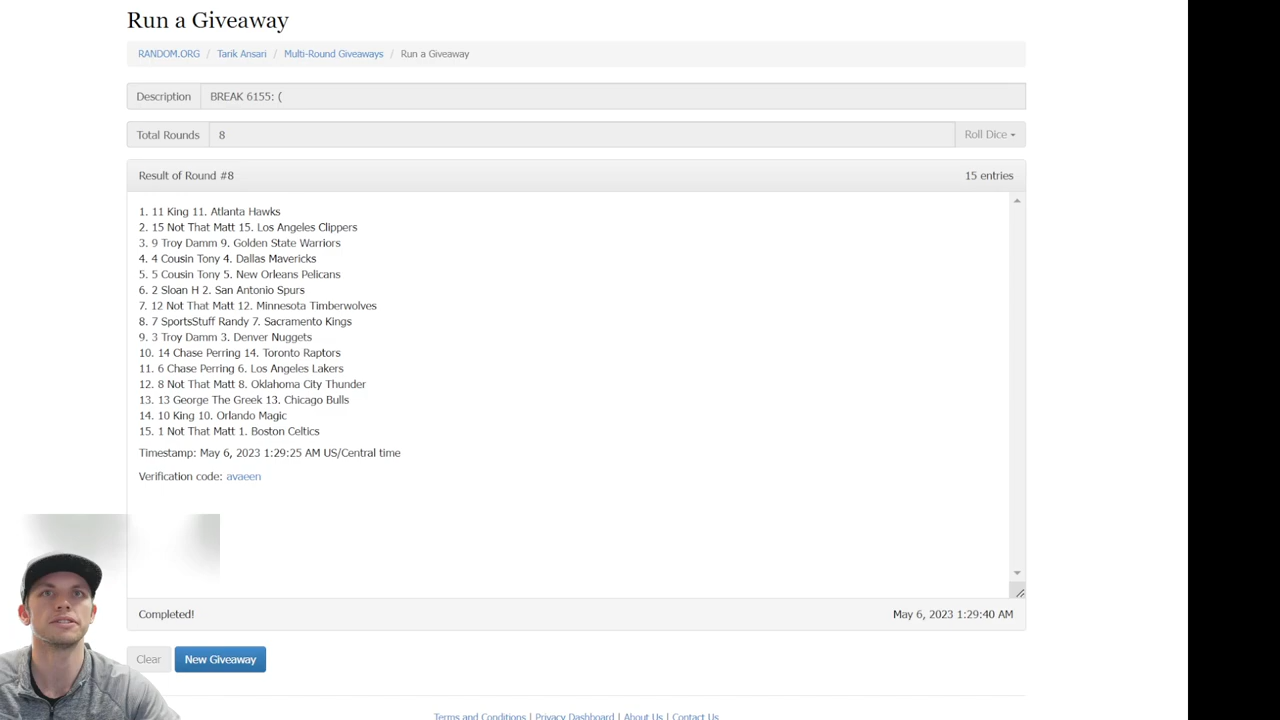 Run a Giveaway
RANDOM.ORG / Tarik Ansari / Multi-Round Giveaways / Run a Giveaway
Description BREAK 6155: (
Total Rounds 8 Roll Dice
Result of Round #8 15 entries
1. 11 King 11. Atlanta Hawks
2. 15 Not That Matt 15. Los Angeles Clippers
3. 9 Troy Damm 9. Golden State Warriors
4. 4 Cousin Tony 4. Dallas Mavericks
5. 5 Cousin Tony 5. New Orleans Pelicans
6. 2 Sloan H 2. San Antonio Spurs
7. 12 Not That Matt 12. Minnesota Timberwolves
8. 7 SportsStuff Randy 7. Sacramento Kings
9. 3 Troy Damm 3. Denver Nuggets
10. 14 Chase Perring 14. Toronto Raptors
11. 6 Chase Perring 6. Los Angeles Lakers
12. 8 Not That Matt 8. Oklahoma City Thunder
13. 13 George The Greek 13. Chicago Bulls
14. 10 King 10. Orlando Magic
15. 1 Not That Matt 1. Boston Celtics
Timestamp: May 6, 2023 1:29:25 AM US/Central time
Verification code: avaeen
Completed! May 6, 2023 1:29:40 AM
Clear New Giveaway
Terms and Conditions | Privacy Dashboard | About Us | Contact Us